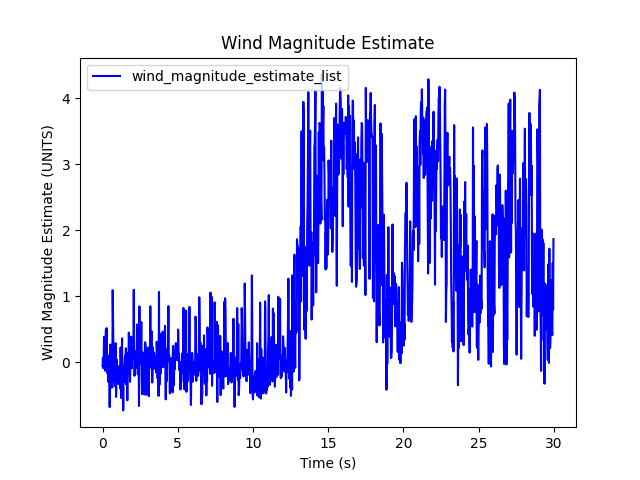 Wind Magnitude Estimate
wind_magnitude_estimate_list
Wind Magnitude Estimate (UNITS)
4
3
2
1
0
0 5 10 15 20 25 30
Time (s)